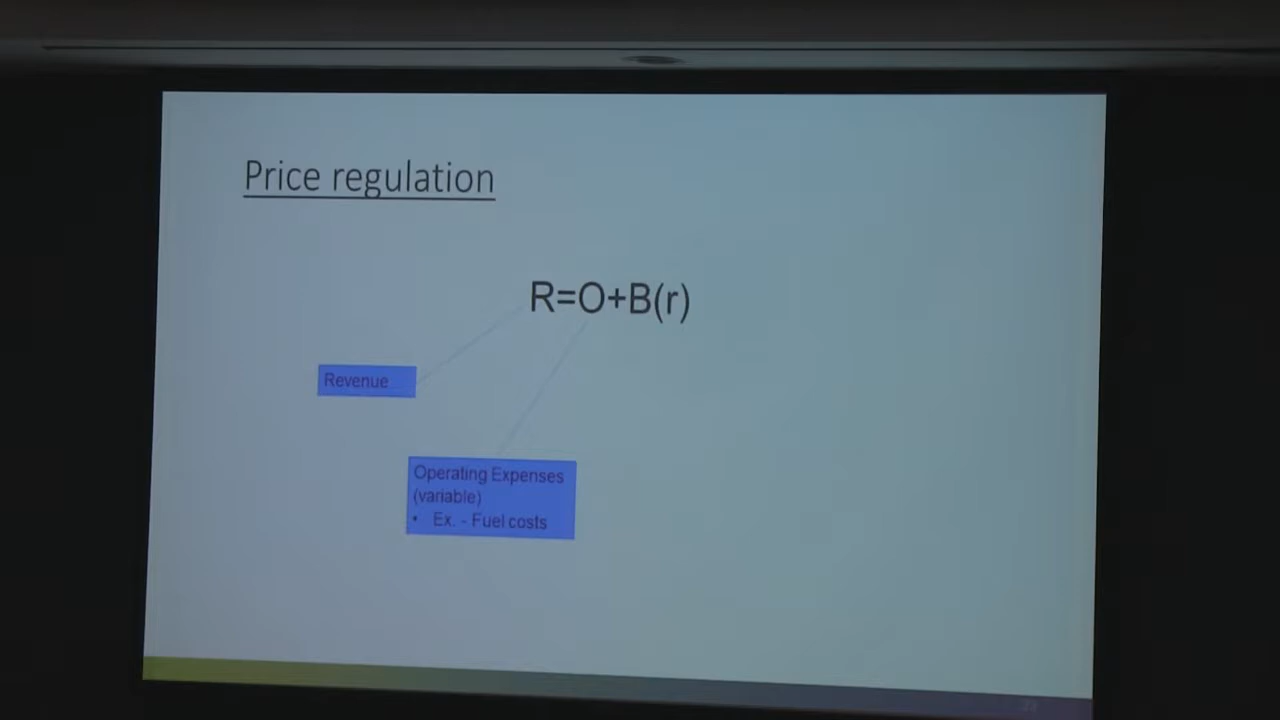 Price regulation
R=O+B(r)
Revenue
Operating Expenses
(variable)
• Ex. - Fuel costs